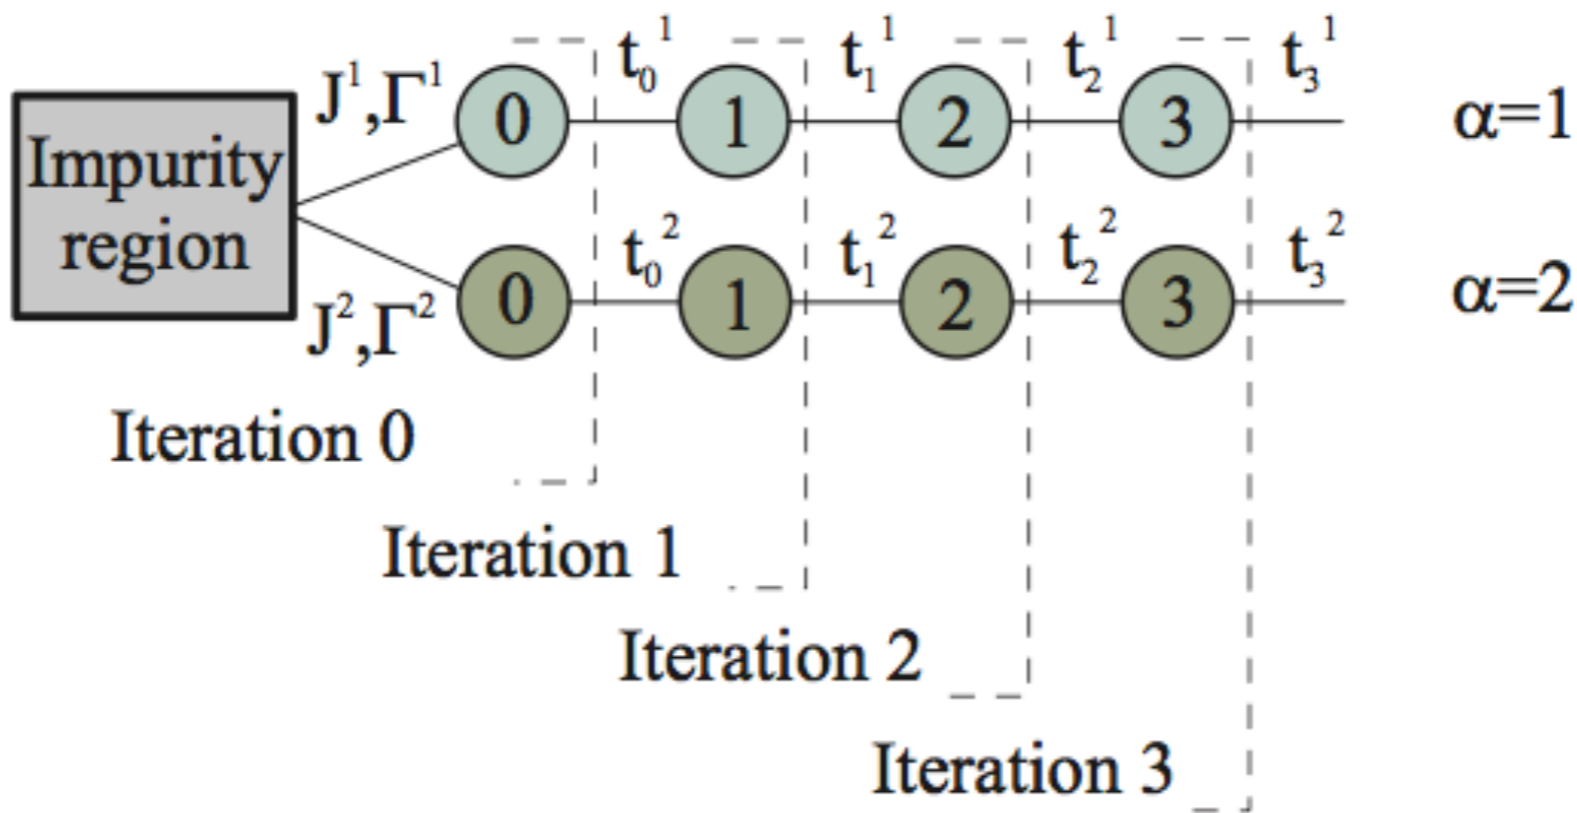 J¹,Γ¹ t₀¹ t₁¹ t₂¹ t₃¹
0 1 2 3 α=1
Impurity
region
t₀² t₁² t₂² t₃²
0 1 2 3 α=2
J²,Γ²
Iteration 0
Iteration 1
Iteration 2
Iteration 3